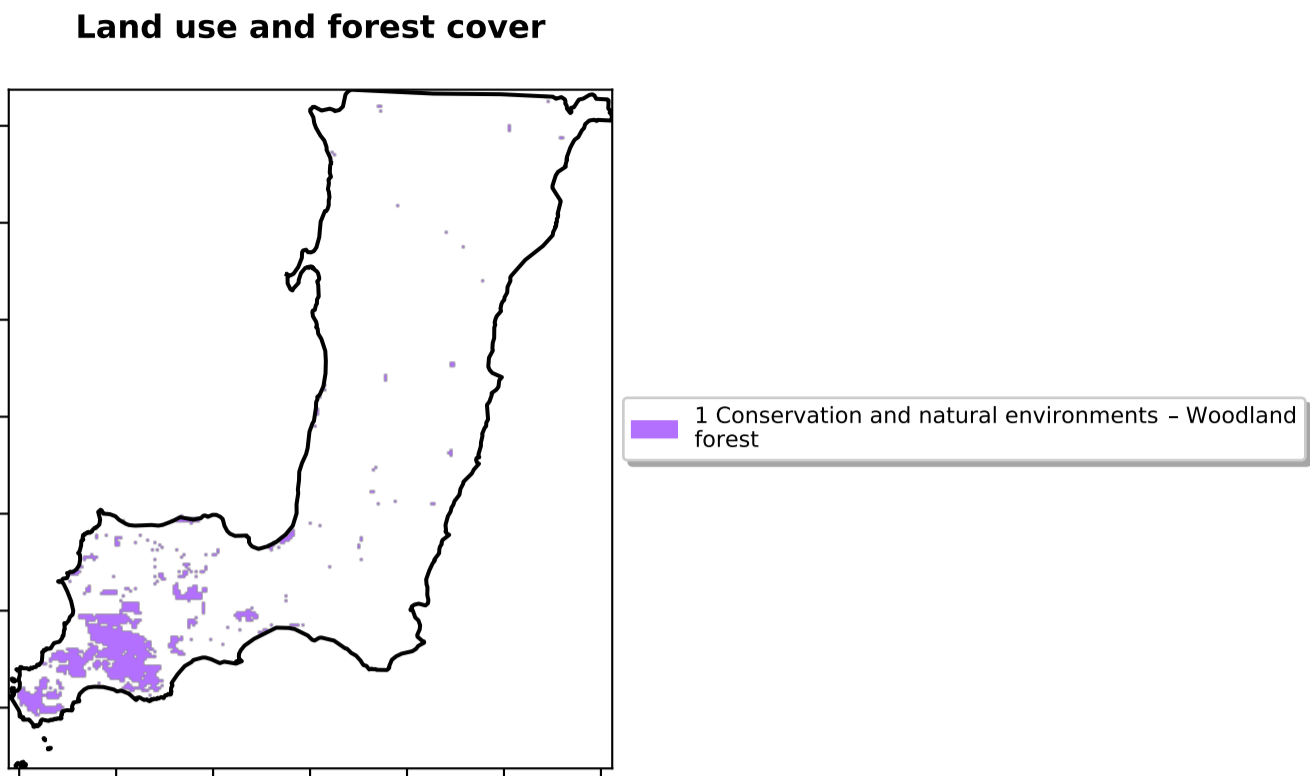 Land use and forest cover
1 Conservation and natural environments – Woodland
forest